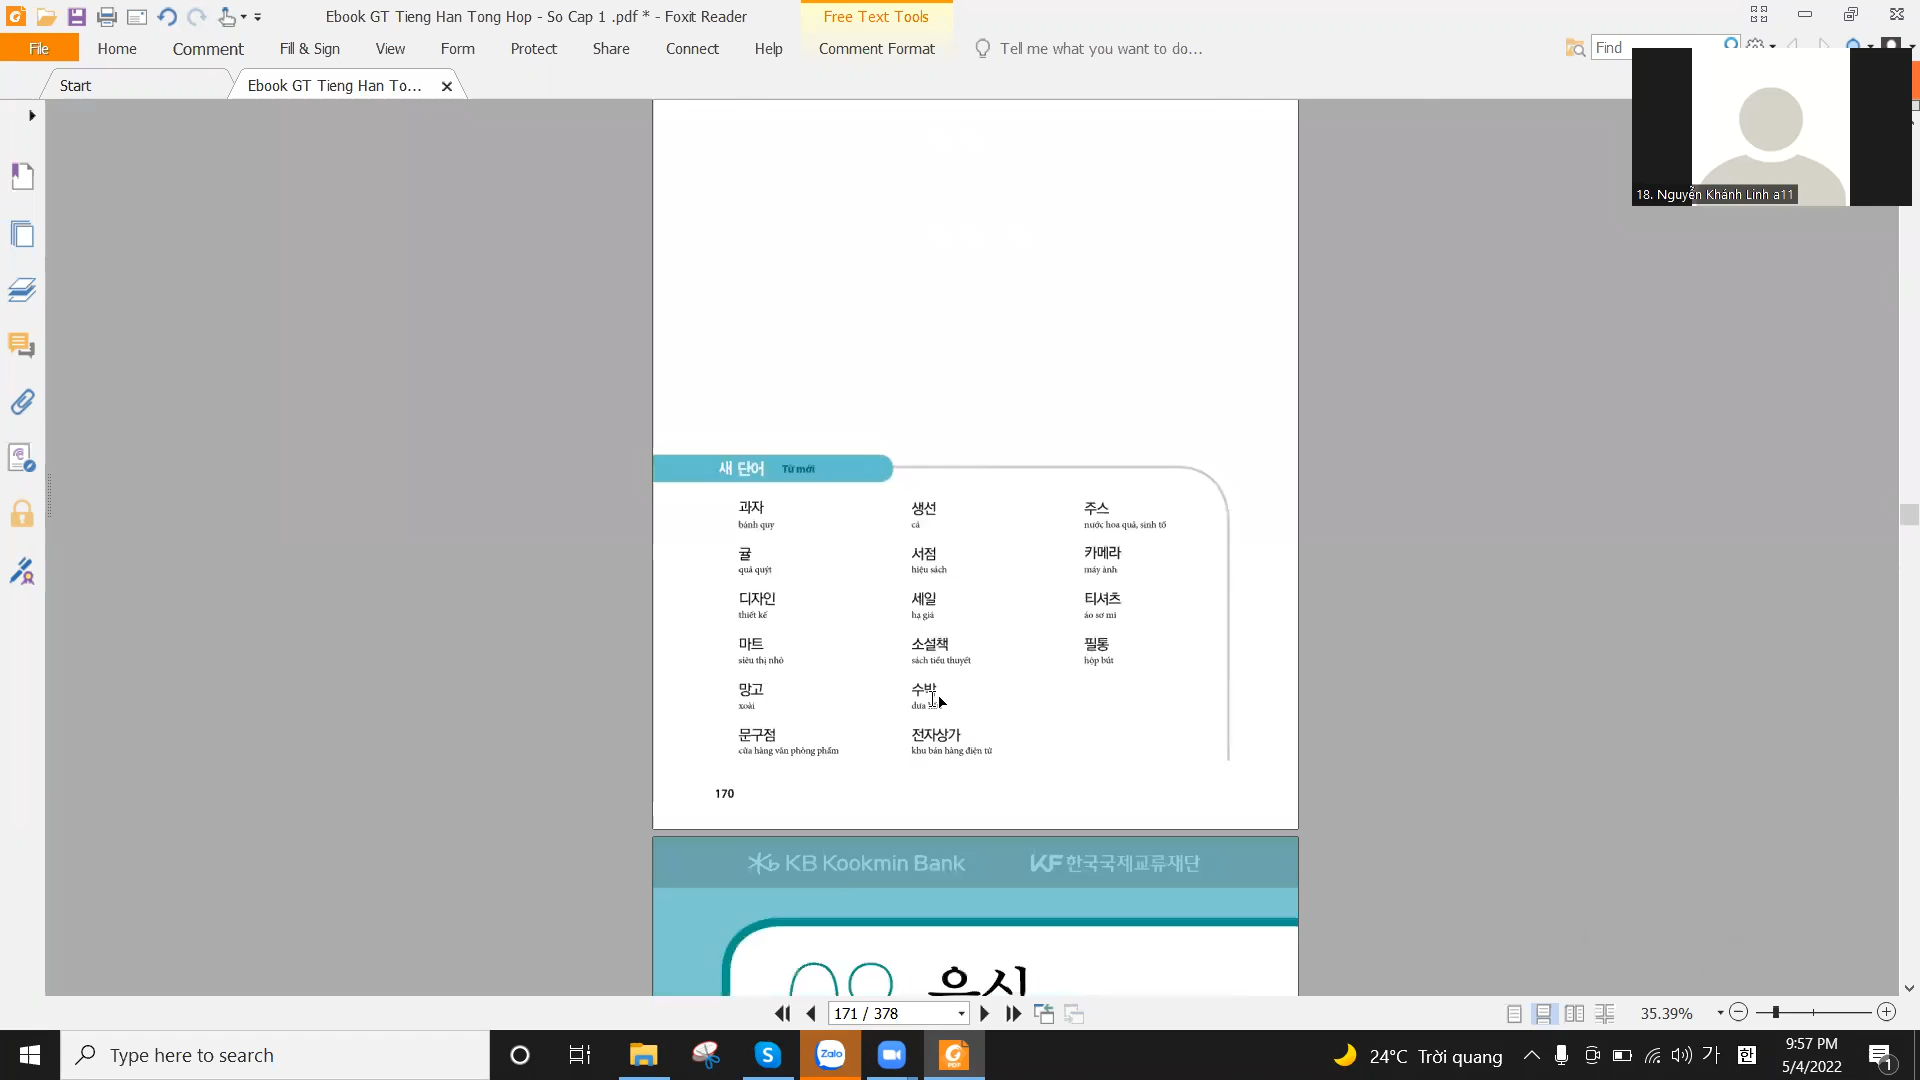 Ebook GT Tieng Han Tong Hop - So Cap 1 .pdf * - Foxit Reader
Free Text Tools
File
Home
Comment
Fill & Sign
View
Form
Protect
Share
Connect
Help
Comment Format
Tell me what you want to do...
Find
Start
Ebook GT Tieng Han To...
18. Nguyễn Khánh Linh a11
새 단어 Từ mới
과자
bánh quy
귤
quả quýt
디자인
thiết kế
마트
siêu thị nhỏ
망고
xoài
문구점
cửa hàng văn phòng phẩm
생선
cá
서점
hiệu sách
세일
hạ giá
소설책
sách tiểu thuyết
수박
dưa
전자상가
khu bán hàng điện tử
주스
nước hoa quả, sinh tố
카메라
máy ảnh
티셔츠
áo sơ mi
필통
hộp bút
170
KB Kookmin Bank
KF 한국국제교류재단
171 / 378
35.39%
Type here to search
Zalo
PDF
24°C Trời quang
가
한
9:57 PM
5/4/2022
1